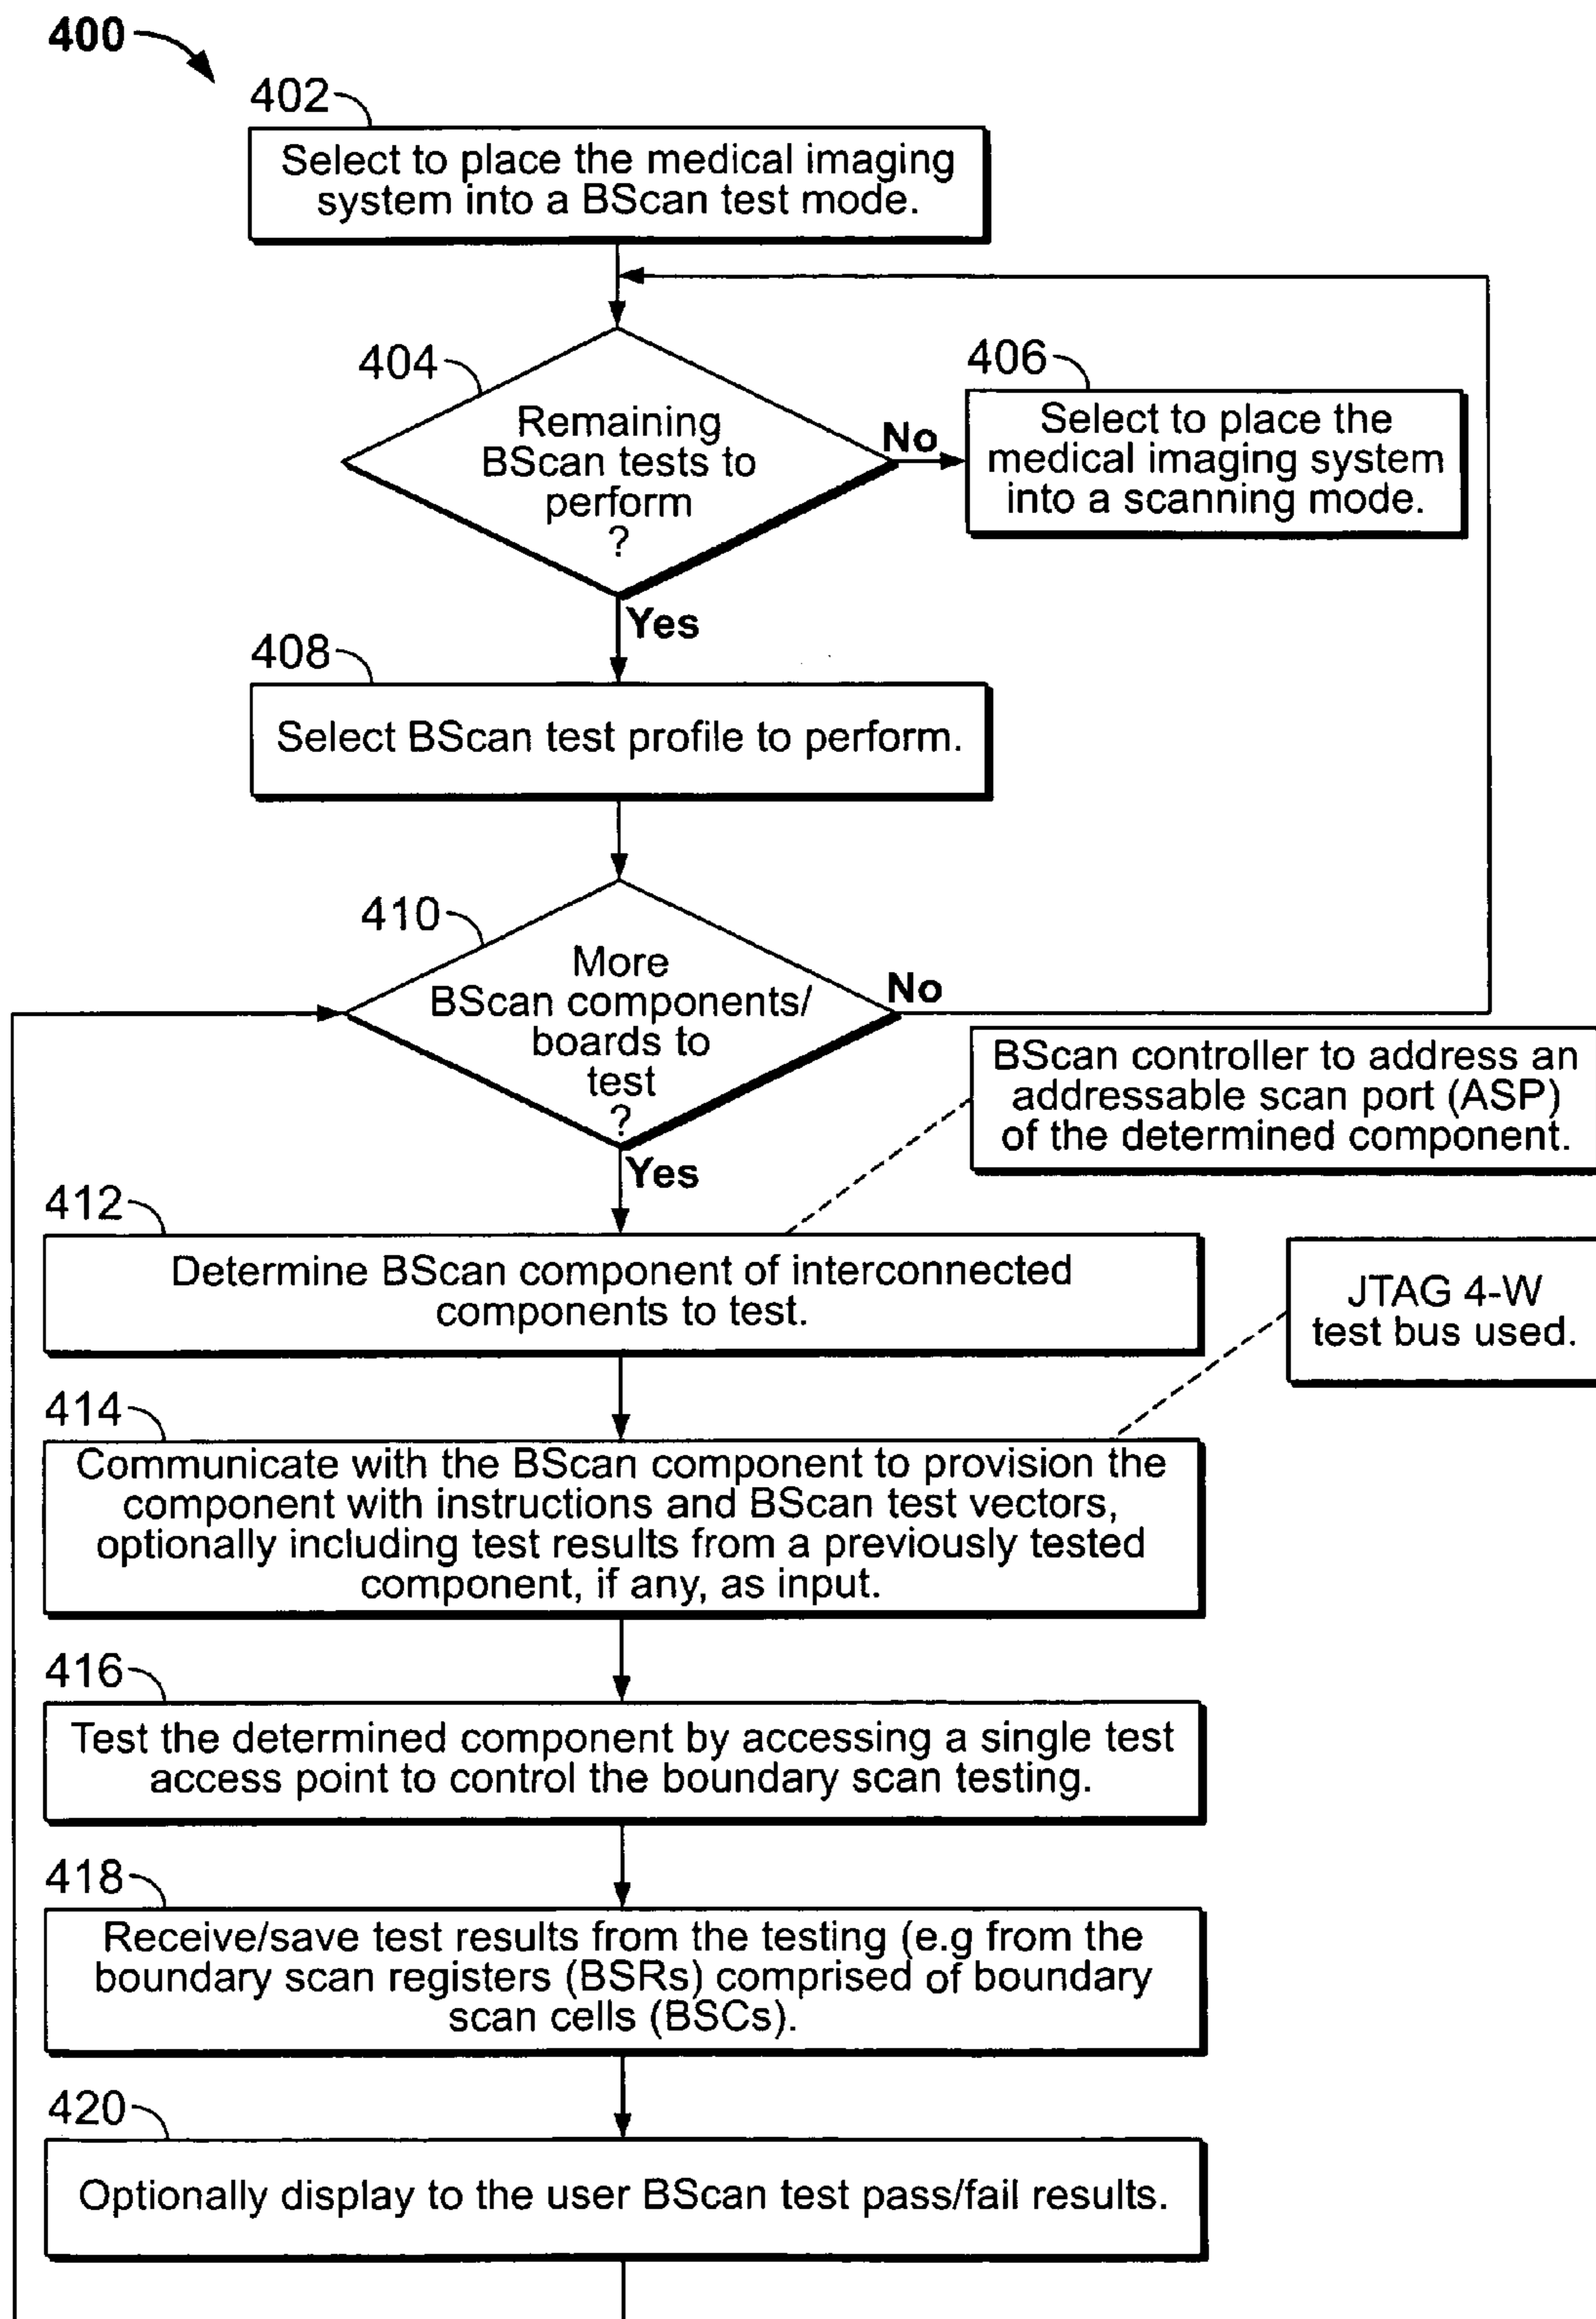 400
402
Select to place the medical imaging
system into a BScan test mode.
404
Remaining
BScan tests to
perform
?
No
406
Select to place the
medical imaging system
into a scanning mode.
Yes
408
Select BScan test profile to perform.
410
More
BScan components/
boards to
test
?
No
BScan controller to address an
addressable scan port (ASP)
of the determined component.
Yes
412
Determine BScan component of interconnected
components to test.
JTAG 4-W
test bus used.
414
Communicate with the BScan component to provision the
component with instructions and BScan test vectors,
optionally including test results from a previously tested
component, if any, as input.
416
Test the determined component by accessing a single test
access point to control the boundary scan testing.
418
Receive/save test results from the testing (e.g from the
boundary scan registers (BSRs) comprised of boundary
scan cells (BSCs).
420
Optionally display to the user BScan test pass/fail results.